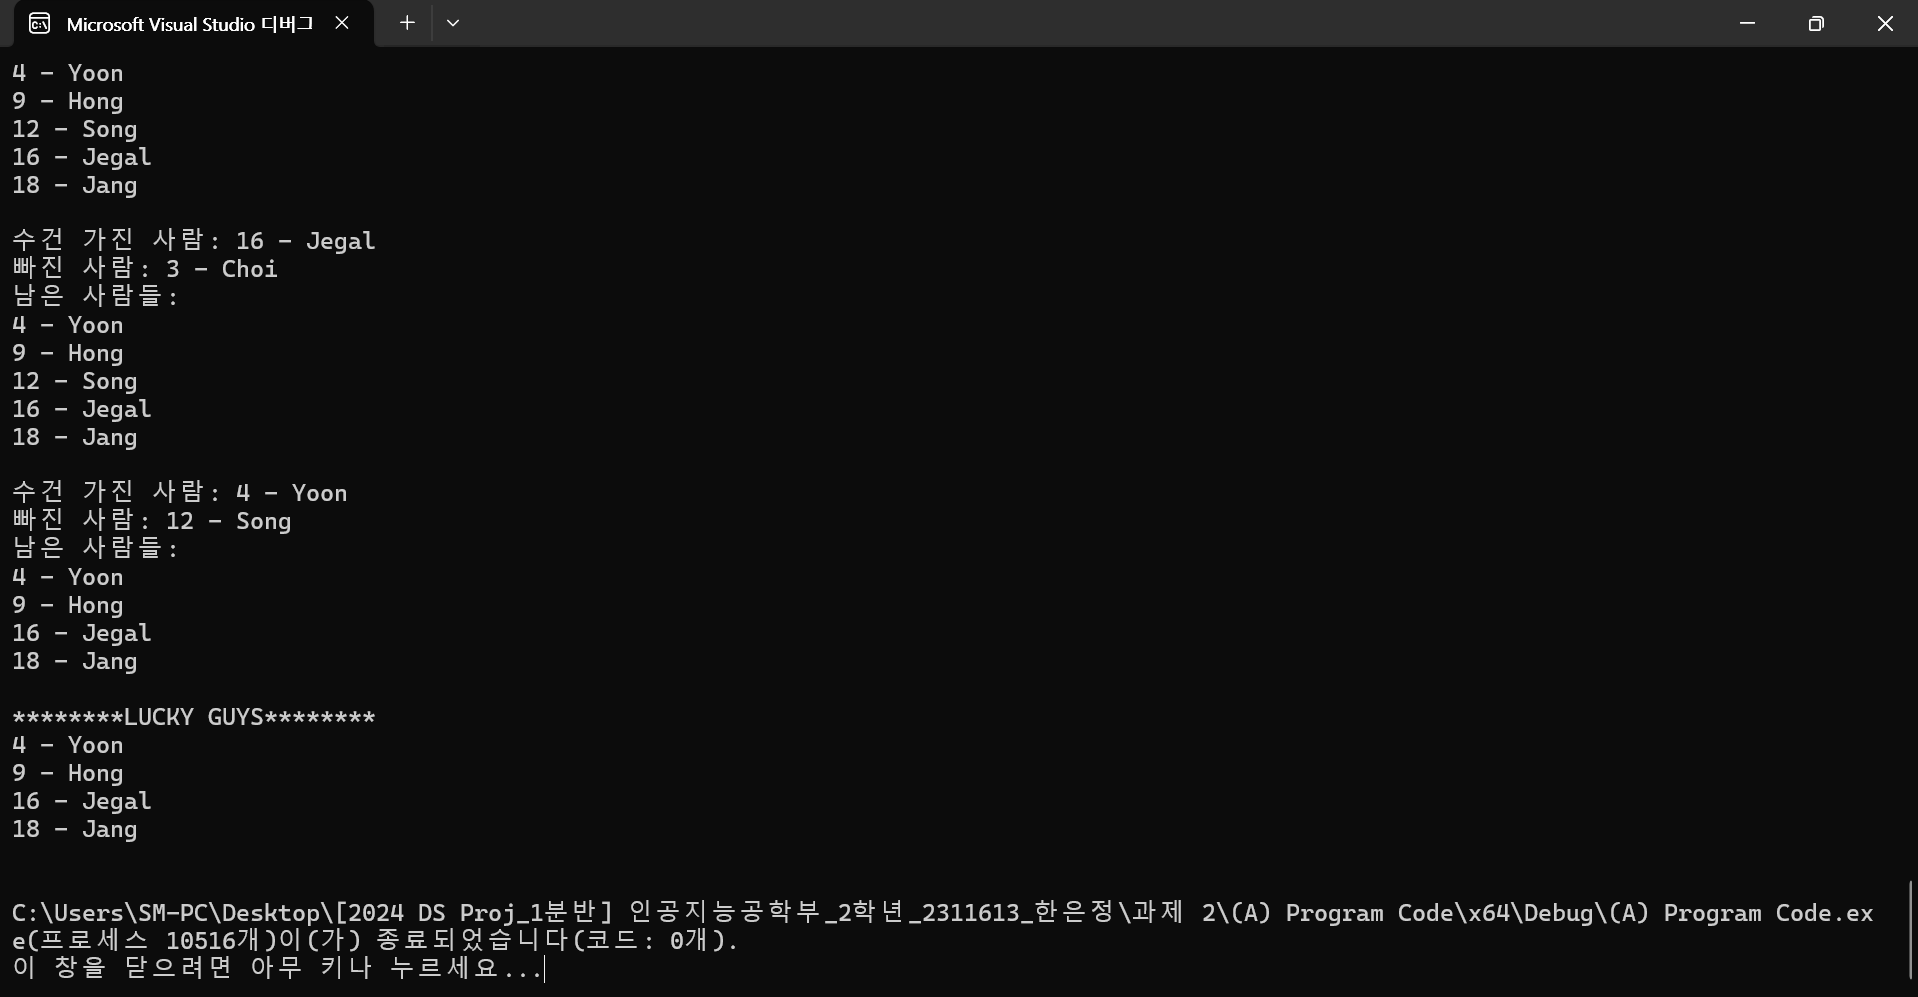 Microsoft Visual Studio 디버그
4 - Yoon
9 - Hong
12 - Song
16 - Jegal
18 - Jang
수건 가진 사람: 16 - Jegal
빠진 사람: 3 - Choi
남은 사람들:
4 - Yoon
9 - Hong
12 - Song
16 - Jegal
18 - Jang
수건 가진 사람: 4 - Yoon
빠진 사람: 12 - Song
남은 사람들:
4 - Yoon
9 - Hong
16 - Jegal
18 - Jang
********LUCKY GUYS********
4 - Yoon
9 - Hong
16 - Jegal
18 - Jang
C:\Users\SM-PC\Desktop\[2024 DS Proj_1분반] 인공지능공학부_2학년_2311613_한은정\과제 2\(A) Program Code\x64\Debug\(A) Program Code.ex
e(프로세스 10516개)이(가) 종료되었습니다(코드: 0개).
이 창을 닫으려면 아무 키나 누르세요...